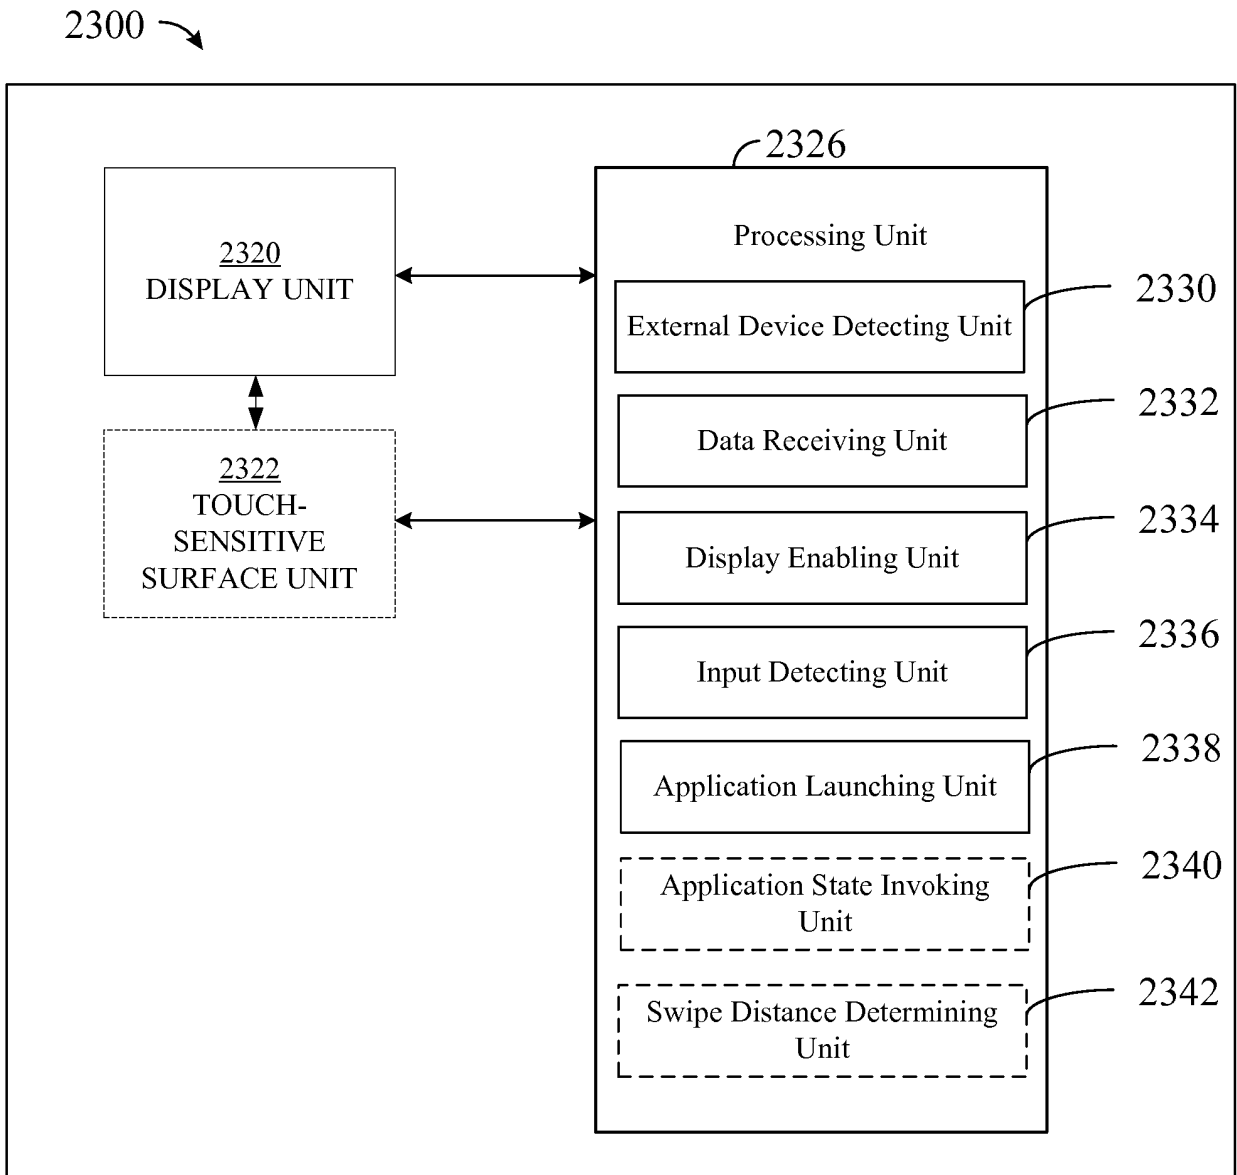 2300
2326
2320
DISPLAY UNIT
Processing Unit
2330
External Device Detecting Unit
2332
Data Receiving Unit
2322
TOUCH-
SENSITIVE
SURFACE UNIT
2334
Display Enabling Unit
2336
Input Detecting Unit
2338
Application Launching Unit
2340
Application State Invoking
Unit
2342
Swipe Distance Determining
Unit